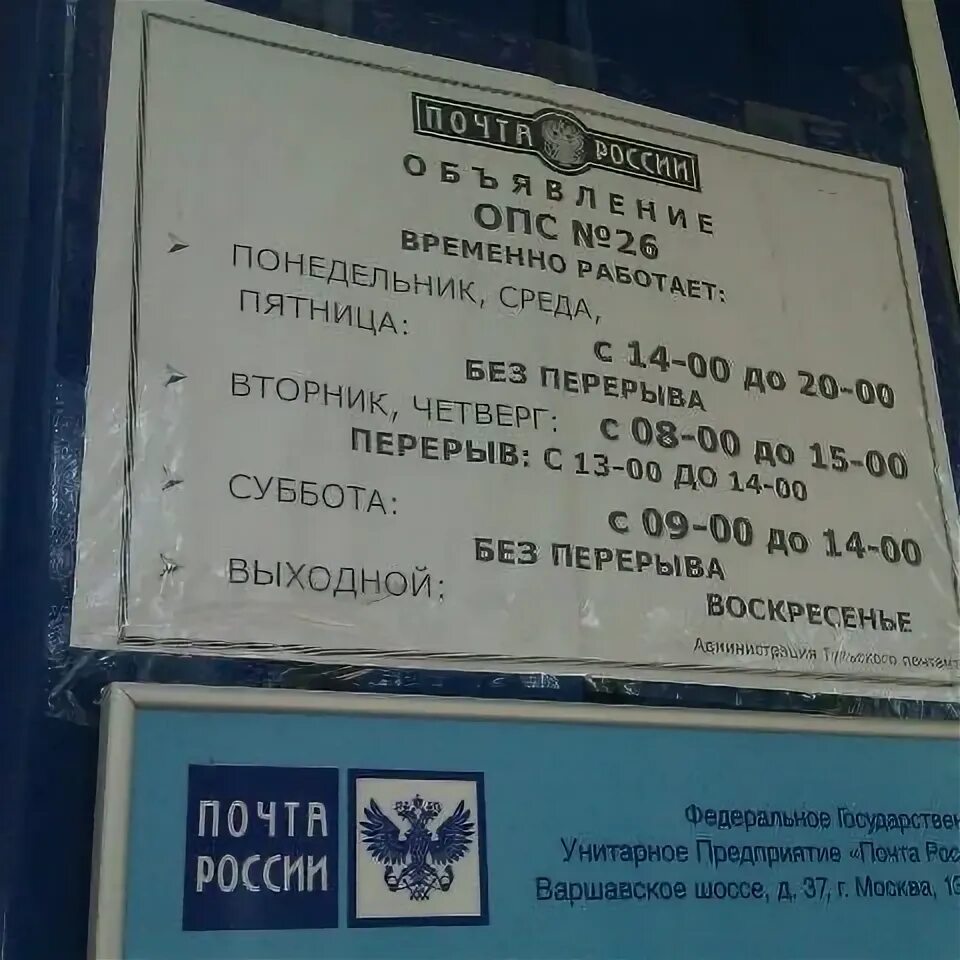 ПОЧТА РОССИИ
ОБЪЯВЛЕНИЕ
ОПС №26
ВРЕМЕННО РАБОТАЕТ:
ПОНЕДЕЛЬНИК, СРЕДА,
ПЯТНИЦА:
с 14-00 до 20-00
БЕЗ ПЕРЕРЫВА
ВТОРНИК, ЧЕТВЕРГ:
с 08-00 до 15-00
ПЕРЕРЫВ: С 13-00 ДО 14-00
СУББОТА:
с 09-00 до 14-00
БЕЗ ПЕРЕРЫВА
ВЫХОДНОЙ:
ВОСКРЕСЕНЬЕ
Администрация
ПОЧТА
РОССИИ
Федеральное Государствен
Унитарное Предприятие «Почта Рос
Варшавское шоссе, д. 37, г. Москва,